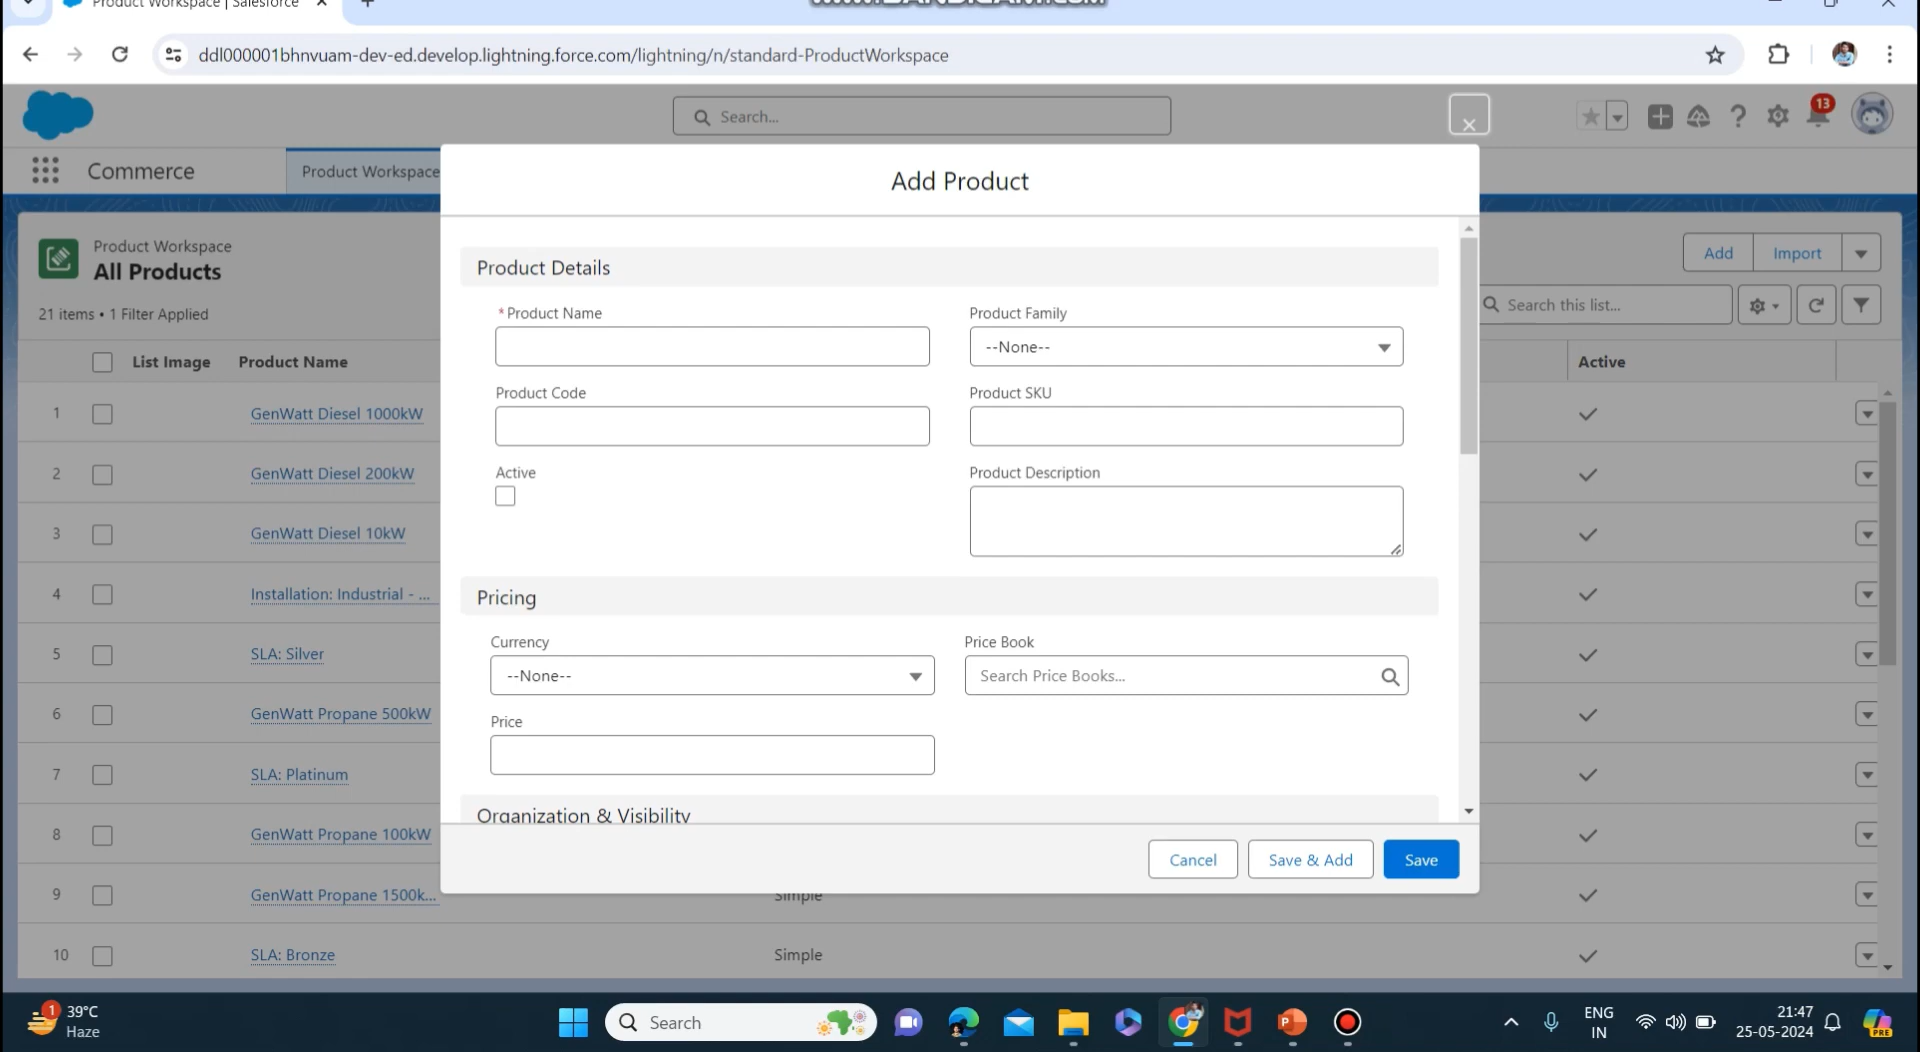 Product Workspace | Salesforce
www.BANDICAM.com
ddl000001bhnvuam-dev-ed.develop.lightning.force.com/lightning/n/standard-ProductWorkspace
Search...
13
Commerce
Product Workspace
Add Product
Product Workspace
All Products
21 items • 1 Filter Applied
Add
Import
Search this list...
List Image
Product Name
Active
1
GenWatt Diesel 1000kW
2
GenWatt Diesel 200kW
3
GenWatt Diesel 10kW
4
Installation: Industrial - ...
5
SLA: Silver
6
GenWatt Propane 500kW
7
SLA: Platinum
8
GenWatt Propane 100kW
9
GenWatt Propane 1500k...
Simple
10
SLA: Bronze
Simple
Product Details
*Product Name
Product Family
--None--
Product Code
Product SKU
Active
Product Description
Pricing
Currency
Price Book
--None--
Search Price Books...
Price
Organization & Visibility
Cancel
Save & Add
Save
1
39°C
Haze
Search
PRE
ENG
IN
21:47
25-05-2024